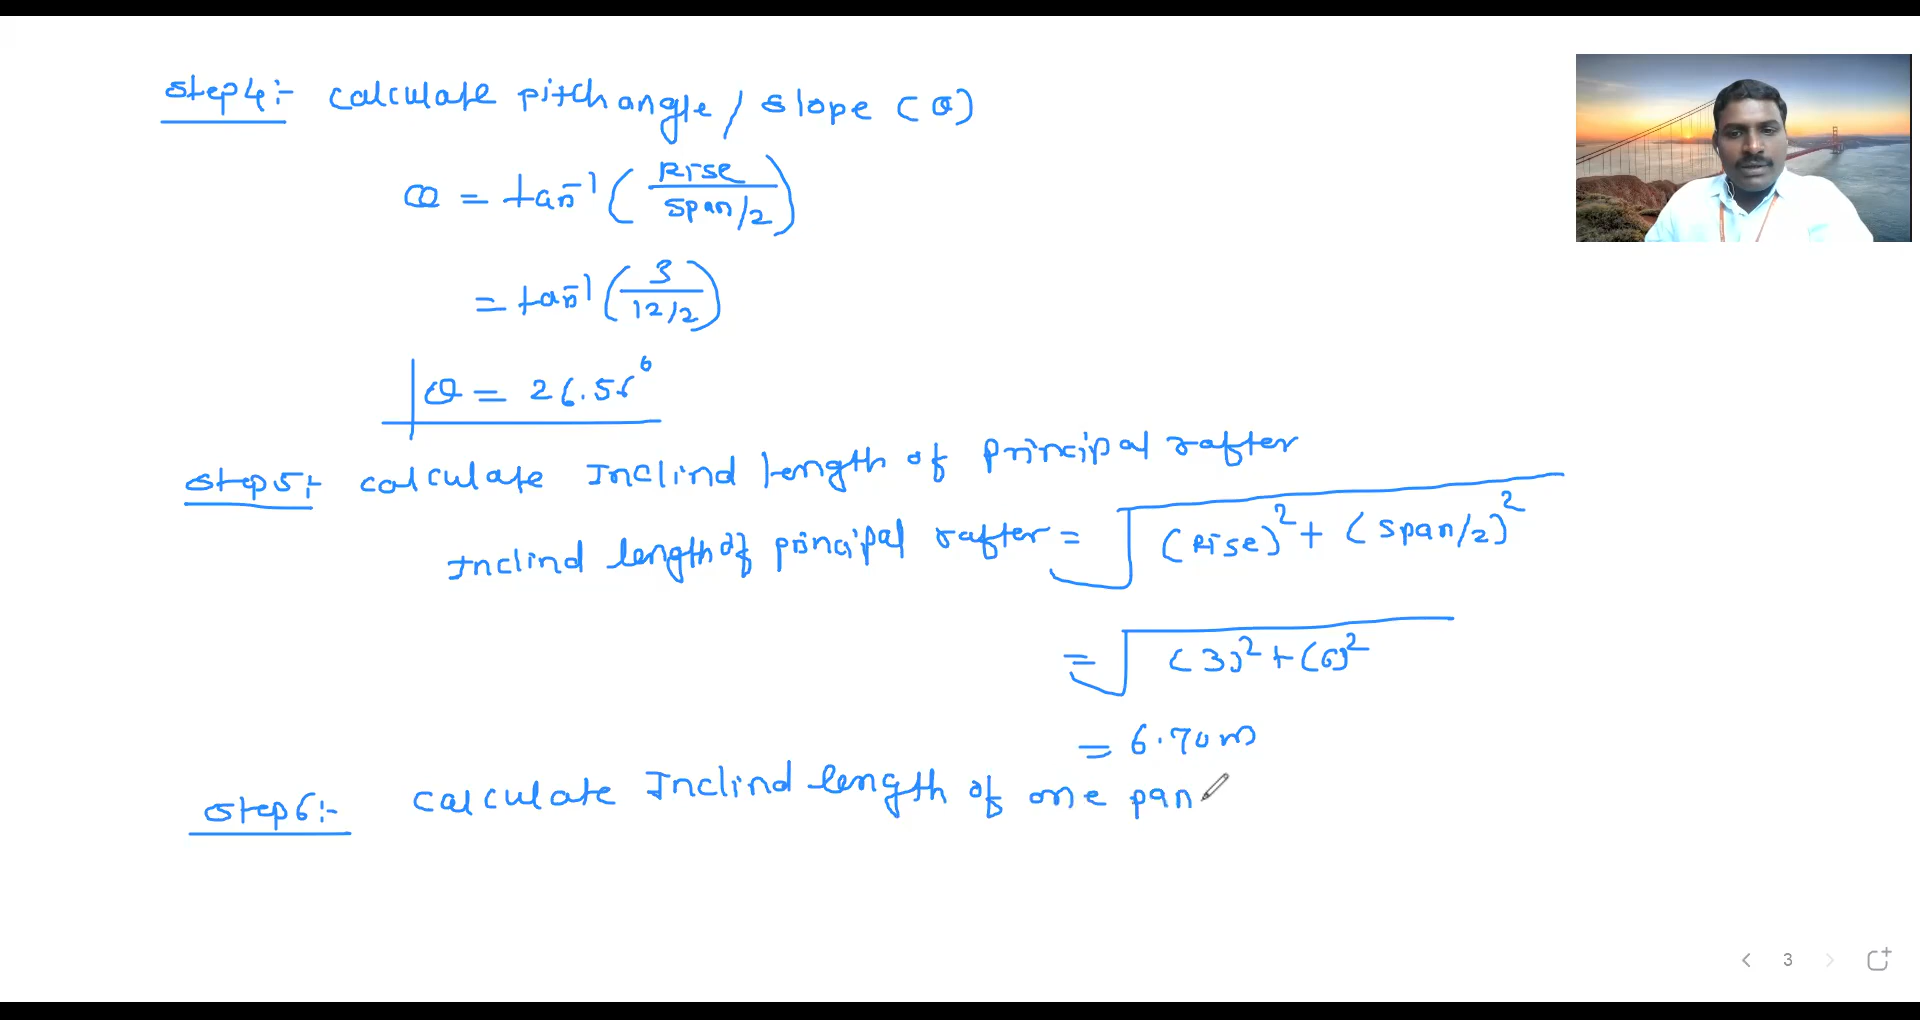 Step4:- Calculate pitch angle / slope (θ)
θ = tan⁻¹ (Rise / Span/2)
= tan⁻¹ (3 / 12/2)
θ = 26.56°
Step5:- Calculate Inclind length of principal rafter
Inclind length of principal rafter = √(Rise)² + (Span/2)²
= √(3)² + (6)²
= 6.70m
Step6:- Calculate Inclind length of one pan
3